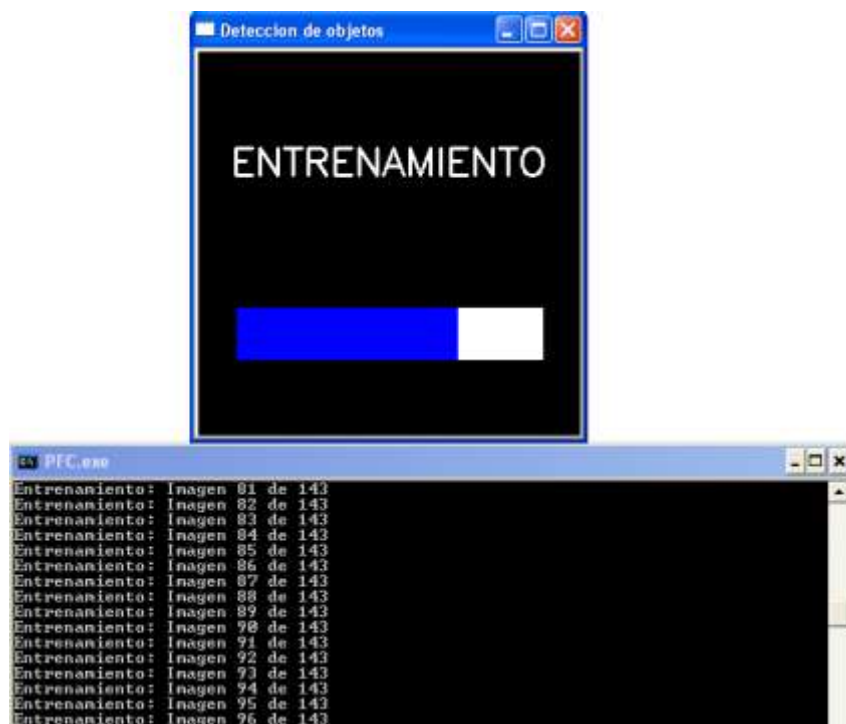 Deteccion de objetos
ENTRENAMIENTO
PFC.exe
Entrenamiento: Imagen 81 de 143
Entrenamiento: Imagen 82 de 143
Entrenamiento: Imagen 83 de 143
Entrenamiento: Imagen 84 de 143
Entrenamiento: Imagen 85 de 143
Entrenamiento: Imagen 86 de 143
Entrenamiento: Imagen 87 de 143
Entrenamiento: Imagen 88 de 143
Entrenamiento: Imagen 89 de 143
Entrenamiento: Imagen 90 de 143
Entrenamiento: Imagen 91 de 143
Entrenamiento: Imagen 92 de 143
Entrenamiento: Imagen 93 de 143
Entrenamiento: Imagen 94 de 143
Entrenamiento: Imagen 95 de 143
Entrenamiento: Imagen 96 de 143